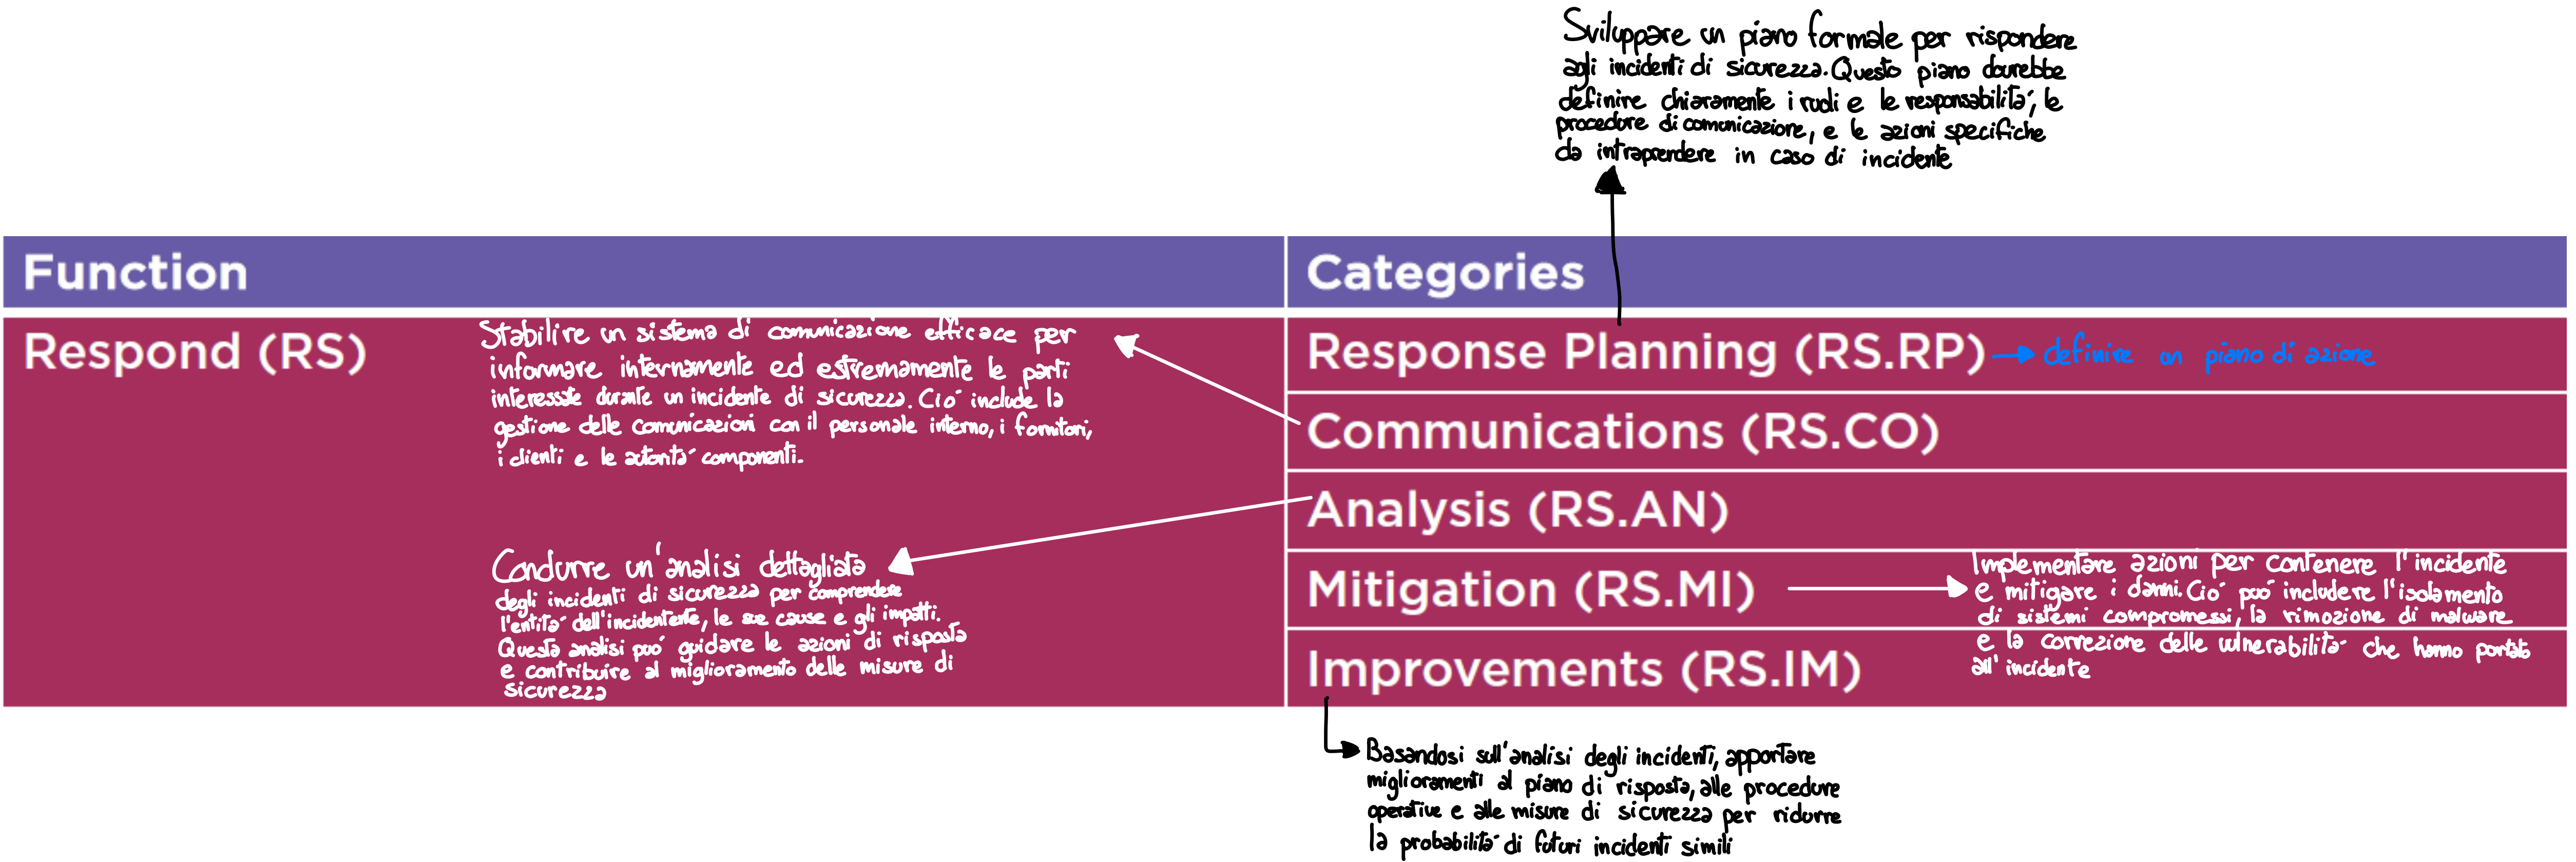 Sviluppare un piano formale per rispondere
agli incidenti di sicurezza. Questo piano dovrebbe
definire chiaramente i ruoli e le responsabilità, le
procedure di comunicazione, e le azioni specifiche
da intraprendere in caso di incidente
Function
Categories
Respond (RS)
Stabilire un sistema di comunicazione efficace per
informare internamente ed estremamente le parti
interessate durante un incidente di sicurezza. Ciò include la
gestione delle comunicazioni con il personale interno, i fornitori,
i clienti e le autorità componenti.
Condurre un'analisi dettagliata
degli incidenti di sicurezza per comprendere
l'entità dell'incidentente, le sue cause e gli impatti.
Questa analisi può guidare le azioni di risposta
e contribuire al miglioramento delle misure di
sicurezza
Response Planning (RS.RP)
definire un piano di azione
Communications (RS.CO)
Analysis (RS.AN)
Mitigation (RS.MI)
Implementare azioni per contenere l'incidente
e mitigare i danni. Ciò può includere l'isolamento
di sistemi compromessi, la rimozione di malware
e la correzione delle vulnerabilità che hanno portato
all'incidente
Improvements (RS.IM)
Basandosi sull'analisi degli incidenti, apportare
miglioramenti al piano di risposta, alle procedure
operative e alle misure di sicurezza per ridurre
la probabilità di futuri incidenti simili